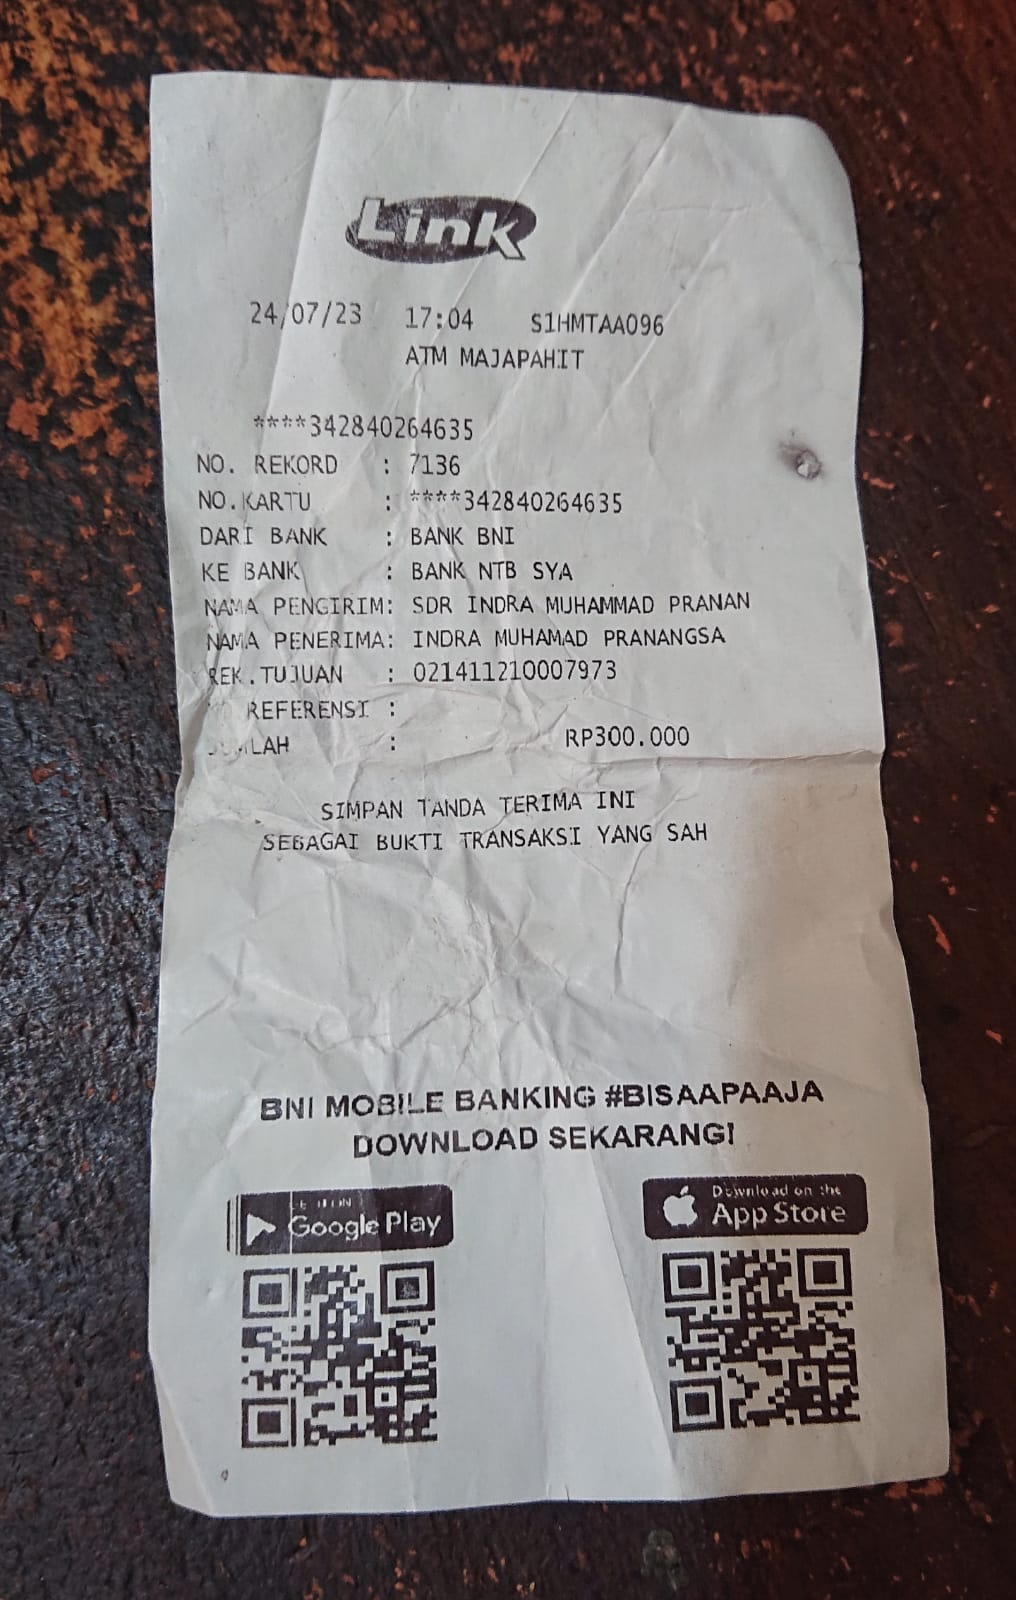 Link
24/07/23 17:04 S1HMTAA096
ATM MAJAPAHIT
****342840264635
NO. REKORD : 7136
NO.KARTU : ****342840264635
DARI BANK : BANK BNI
KE BANK : BANK NTB SYA
NAMA PENGIRIM: SDR INDRA MUHAMMAD PRANAN
NAMA PENERIMA: INDRA MUHAMAD PRANANGSA
REK.TUJUAN : 021411210007973
REFERENSI :
JUMLAH : RP300.000
SIMPAN TANDA TERIMA INI
SEBAGAI BUKTI TRANSAKSI YANG SAH
BNI MOBILE BANKING #BISAAPAAJA
DOWNLOAD SEKARANG!
Google Play
Download on the
App Store